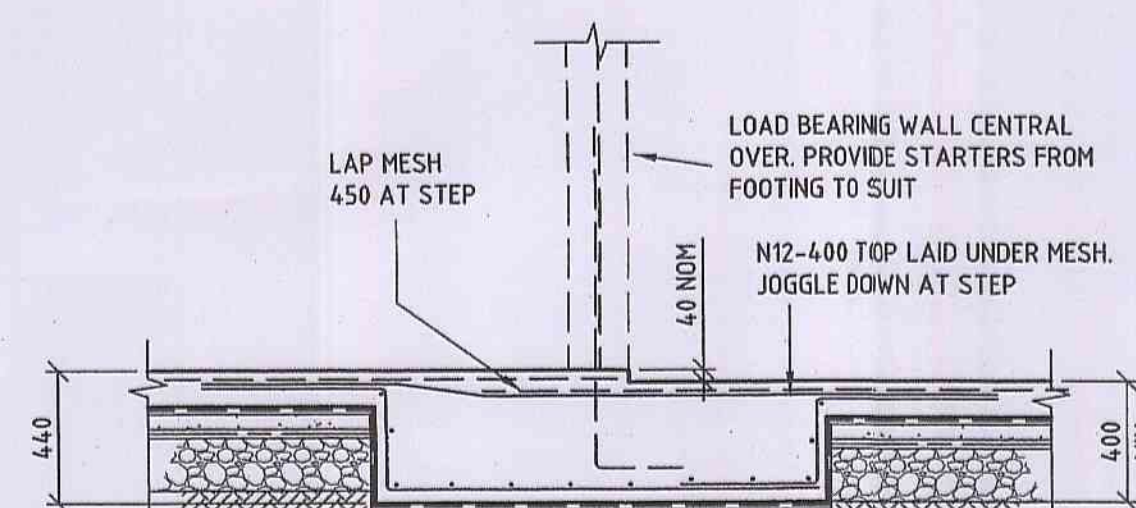 LOAD BEARING WALL CENTRAL
OVER. PROVIDE STARTERS FROM
FOOTING TO SUIT
LAP MESH
450 AT STEP
N12-400 TOP LAID UNDER MESH.
JOGGLE DOWN AT STEP
40 NOM
440
400